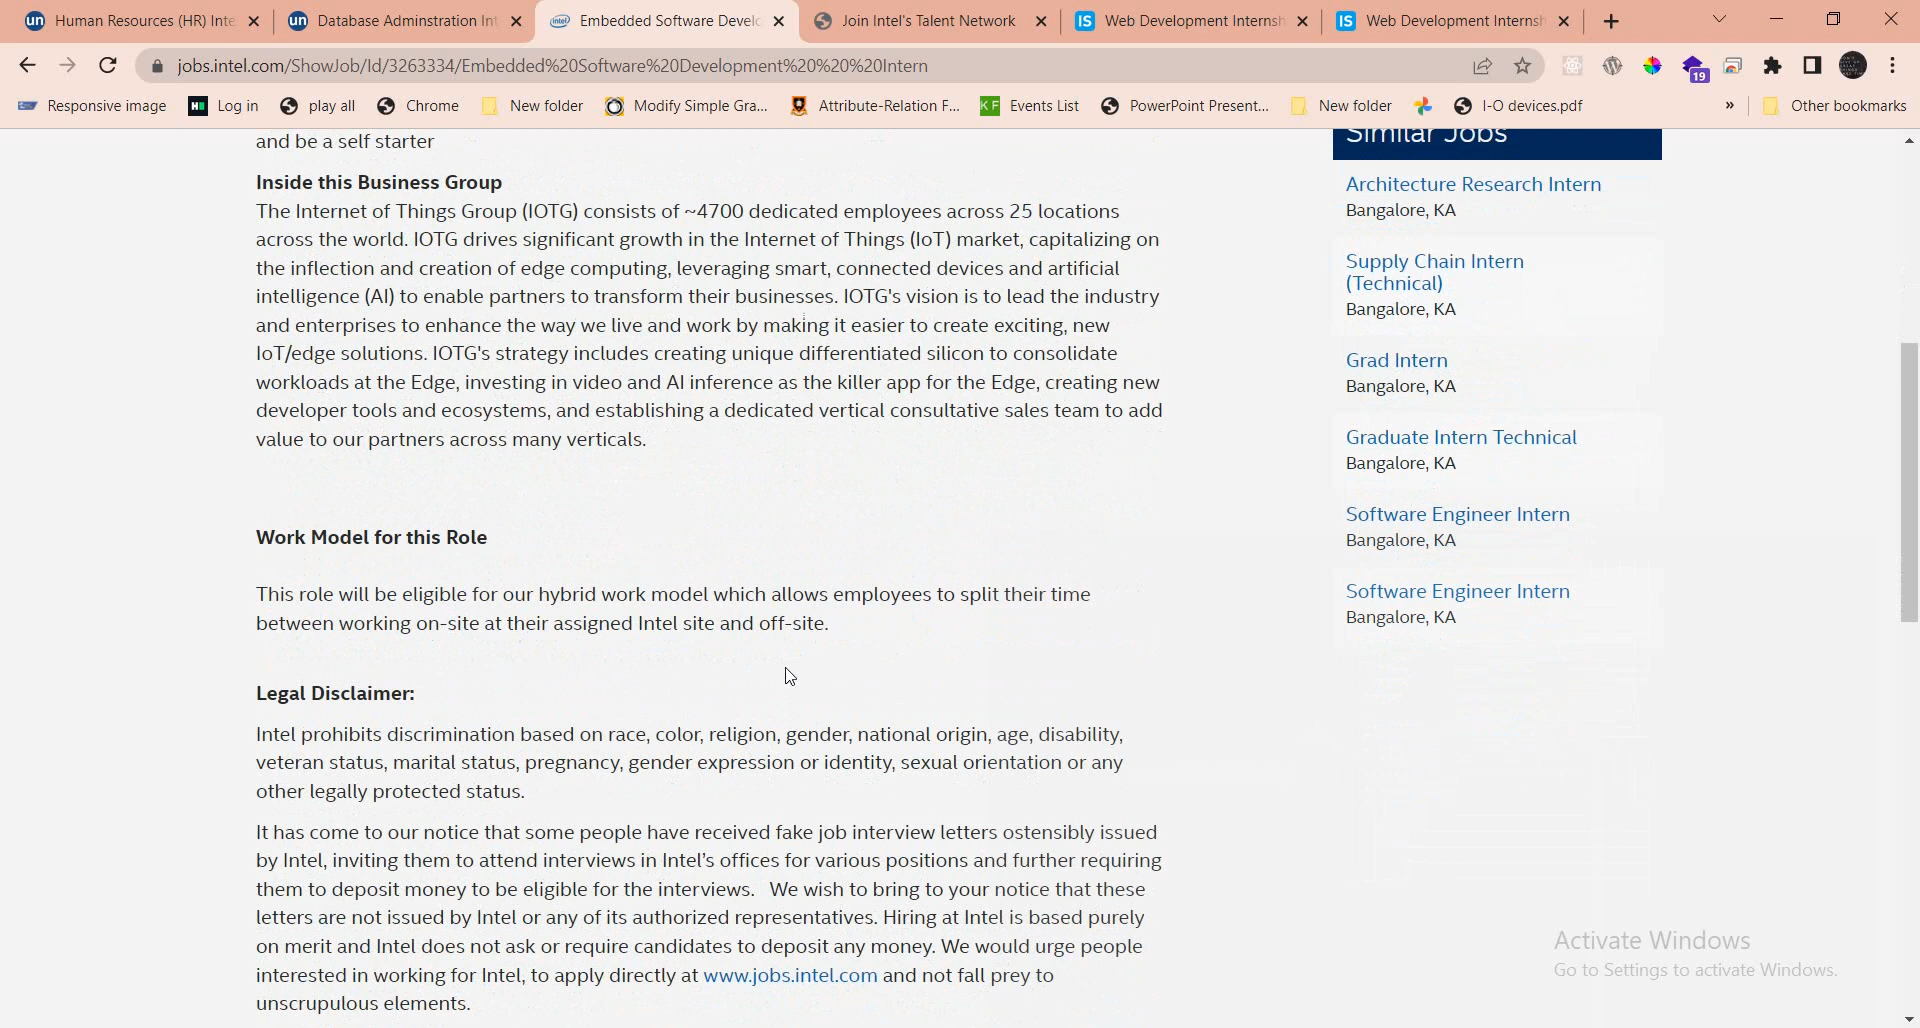 Human Resources (HR) Inte
Database Adminstration Int
intel
Embedded Software Develo
Join Intel's Talent Network
IS
Web Development Internsh
IS
Web Development Internsh
jobs.intel.com/ShowJob/Id/3263334/Embedded%20Software%20Development%20%20%20Intern
19
Responsive image
Log in
play all
Chrome
New folder
Modify Simple Gra...
Attribute-Relation F...
KF
Events List
PowerPoint Present...
New folder
I-O devices.pdf
»
Other bookmarks
and be a self starter
Inside this Business Group
The Internet of Things Group (IOTG) consists of ~4700 dedicated employees across 25 locations
across the world. IOTG drives significant growth in the Internet of Things (IoT) market, capitalizing on
the inflection and creation of edge computing, leveraging smart, connected devices and artificial
intelligence (AI) to enable partners to transform their businesses. IOTG's vision is to lead the industry
and enterprises to enhance the way we live and work by making it easier to create exciting, new
IoT/edge solutions. IOTG's strategy includes creating unique differentiated silicon to consolidate
workloads at the Edge, investing in video and AI inference as the killer app for the Edge, creating new
developer tools and ecosystems, and establishing a dedicated vertical consultative sales team to add
value to our partners across many verticals.
Work Model for this Role
This role will be eligible for our hybrid work model which allows employees to split their time
between working on-site at their assigned Intel site and off-site.
Legal Disclaimer:
Intel prohibits discrimination based on race, color, religion, gender, national origin, age, disability,
veteran status, marital status, pregnancy, gender expression or identity, sexual orientation or any
other legally protected status.
It has come to our notice that some people have received fake job interview letters ostensibly issued
by Intel, inviting them to attend interviews in Intel’s offices for various positions and further requiring
them to deposit money to be eligible for the interviews. We wish to bring to your notice that these
letters are not issued by Intel or any of its authorized representatives. Hiring at Intel is based purely
on merit and Intel does not ask or require candidates to deposit any money. We would urge people
interested in working for Intel, to apply directly at www.jobs.intel.com and not fall prey to
unscrupulous elements.
Similar Jobs
Architecture Research Intern
Bangalore, KA
Supply Chain Intern
(Technical)
Bangalore, KA
Grad Intern
Bangalore, KA
Graduate Intern Technical
Bangalore, KA
Software Engineer Intern
Bangalore, KA
Software Engineer Intern
Bangalore, KA
Activate Windows
Go to Settings to activate Windows.